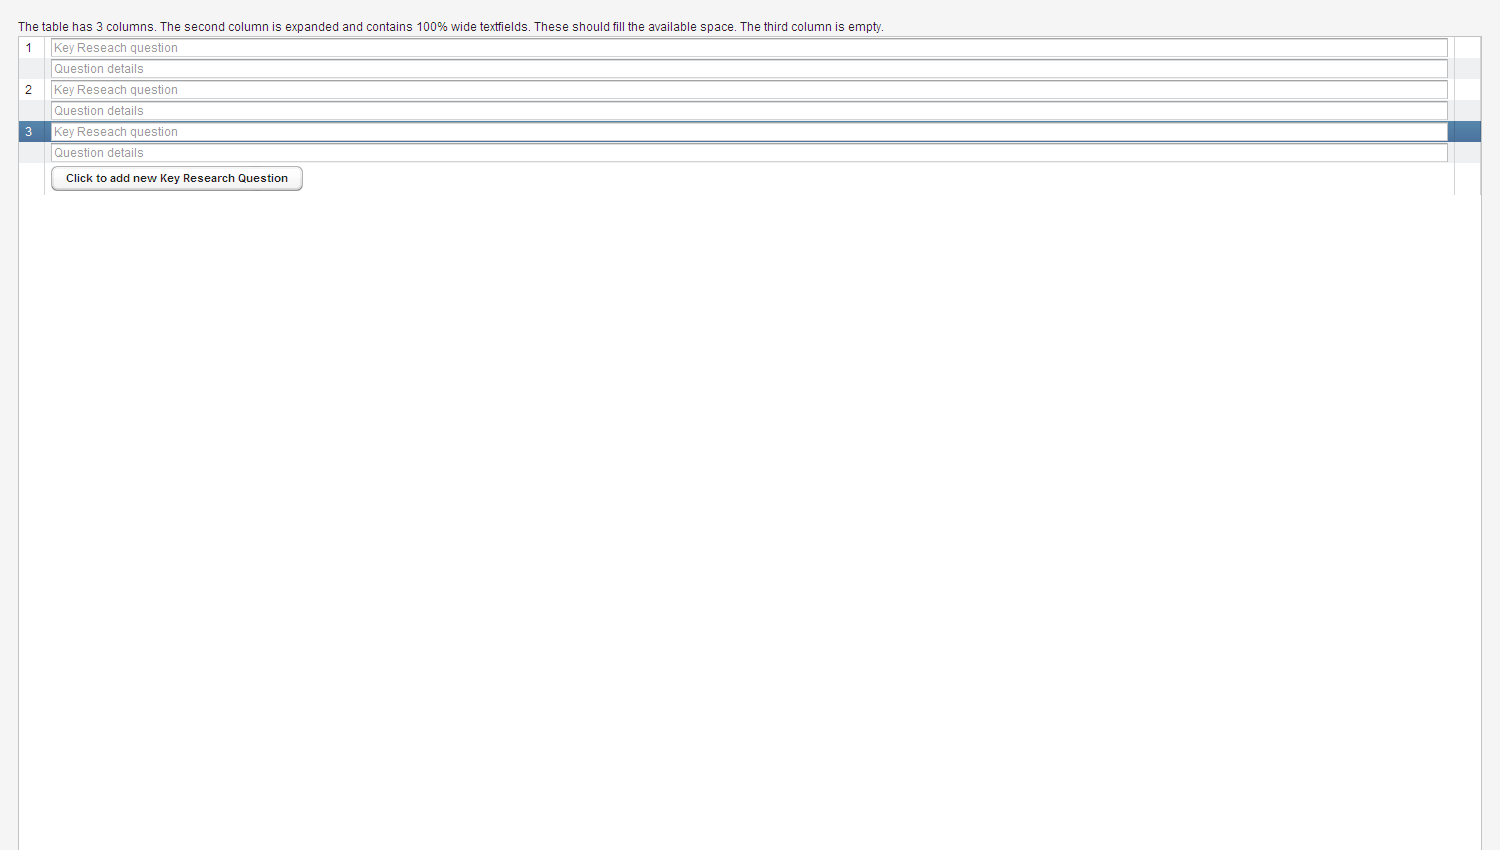 The table has 3 columns. The second column is expanded and contains 100% wide textfields. These should fill the available space. The third column is empty.
1 Key Reseach question
Question details
2 Key Reseach question
Question details
3 Key Reseach question
Question details
Click to add new Key Research Question